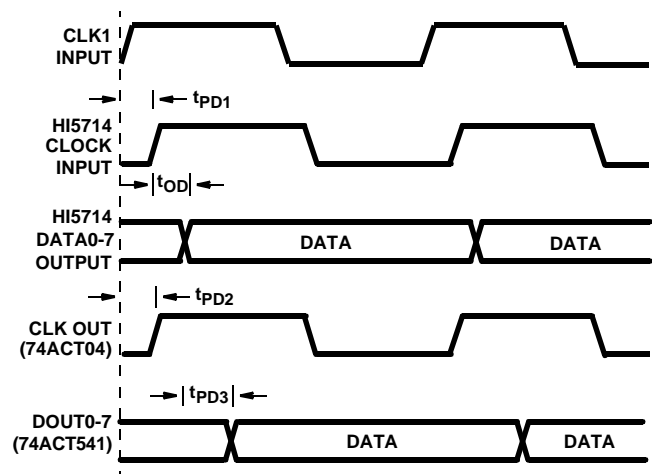 CLK1
INPUT
tPD1
HI5714
CLOCK
INPUT
tOD
HI5714
DATA0-7
OUTPUT
DATA
DATA
tPD2
CLK OUT
(74ACT04)
tPD3
DOUT0-7
(74ACT541)
DATA
DATA